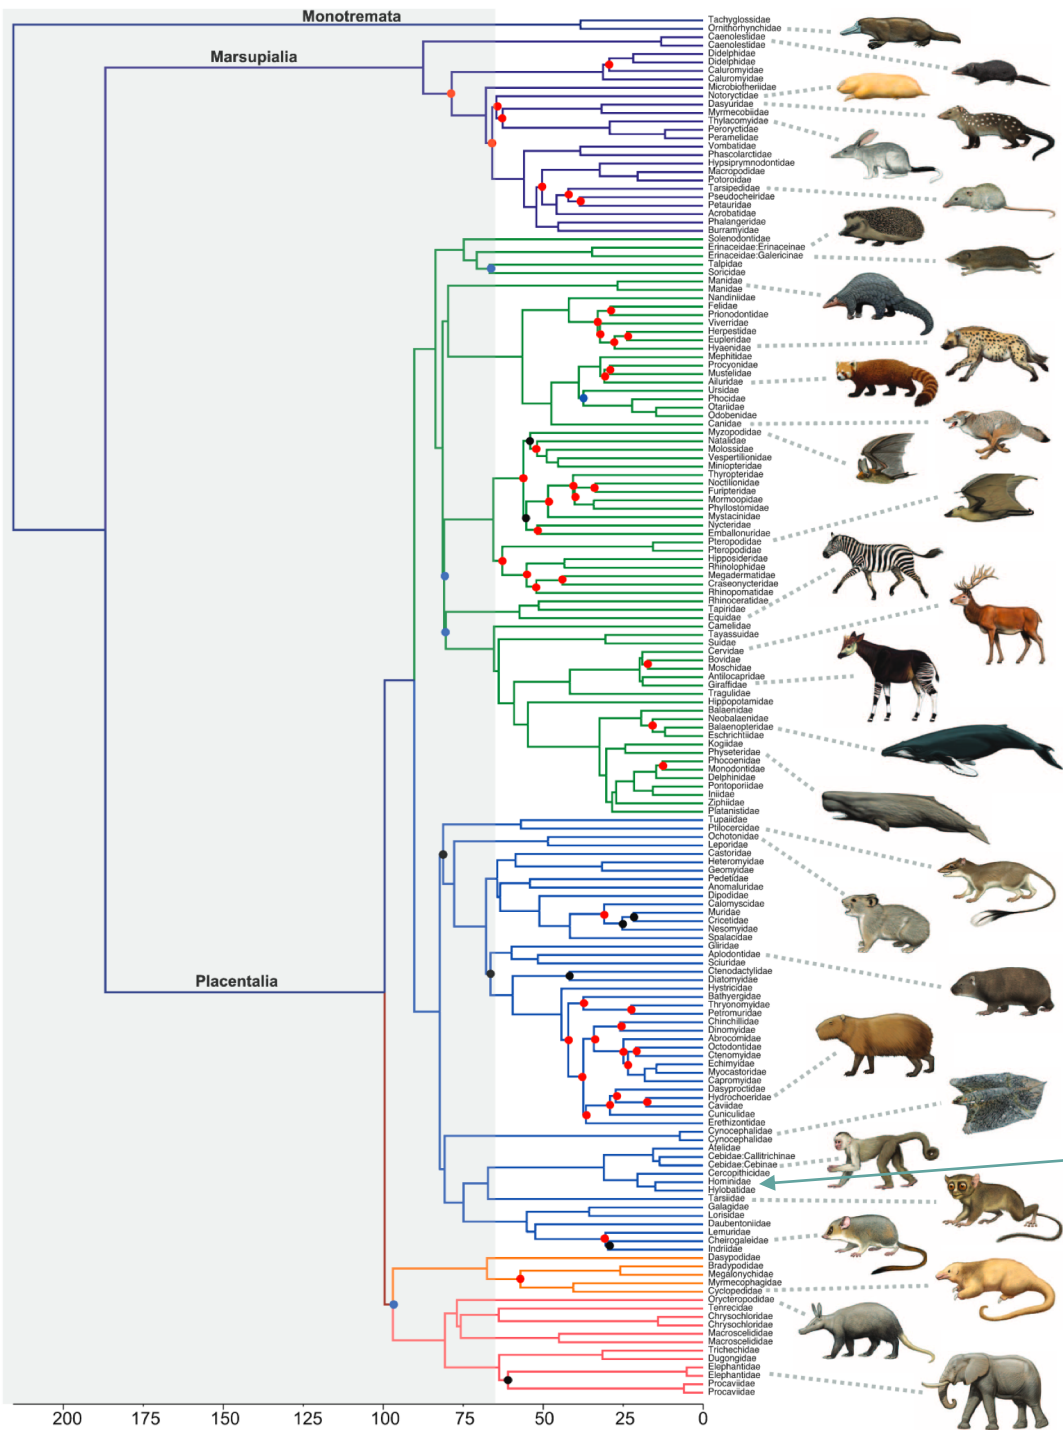 Monotremata
Marsupialia
Placentalia
Tachyglossidae
Ornithorhynchidae
Caenolestidae
Caenolestidae
Didelphidae
Didelphidae
Caluromyidae
Caluromyidae
Microbiotheriidae
Notoryctidae
Dasyuridae
Myrmecobiidae
Thylacomyidae
Peroryctidae
Peramelidae
Vombatidae
Phascolarctidae
Hypsiprymnodontidae
Macropodidae
Potoroidae
Tarsipedidae
Pseudocheiridae
Petauridae
Acrobatidae
Phalangeridae
Burramyidae
Solenodontidae
Erinaceidae:Erinaceinae
Erinaceidae:Galericinae
Talpidae
Soricidae
Manidae
Manidae
Nandiniidae
Felidae
Prionodontidae
Viverridae
Herpestidae
Eupleridae
Hyaenidae
Mephitidae
Procyonidae
Mustelidae
Ailuridae
Ursidae
Phocidae
Otariidae
Odobenidae
Canidae
Myzopodidae
Natalidae
Molossidae
Vespertilionidae
Miniopteridae
Thyropteridae
Noctilionidae
Furipteridae
Mormoopidae
Phyllostomidae
Mystacinidae
Nycteridae
Emballonuridae
Pteropodidae
Pteropodidae
Hipposideridae
Rhinolophidae
Megadermatidae
Craseonycteridae
Rhinopomatidae
Rhinoceratidae
Tapiridae
Equidae
Camelidae
Tayassuidae
Suidae
Cervidae
Bovidae
Moschidae
Antilocapridae
Giraffidae
Tragulidae
Hippopotamidae
Balaenidae
Neobalaenidae
Balaenopteridae
Eschrichtiidae
Kogiidae
Physeteridae
Phocoenidae
Monodontidae
Delphinidae
Pontoporiidae
Iniidae
Ziphiidae
Platanistidae
Tupaiidae
Ptilocercidae
Ochotonidae
Leporidae
Castoridae
Heteromyidae
Geomyidae
Pedetidae
Anomaluridae
Dipodidae
Calomyscidae
Muridae
Cricetidae
Nesomyidae
Spalacidae
Gliridae
Aplodontidae
Sciuridae
Ctenodactylidae
Diatomyidae
Hystricidae
Bathyergidae
Thryonomyidae
Petromuridae
Chinchillidae
Dinomyidae
Abrocomidae
Octodontidae
Ctenomyidae
Echimyidae
Myocastoridae
Capromyidae
Dasyproctidae
Hydrochoeridae
Caviidae
Cuniculidae
Erethizontidae
Cynocephalidae
Cynocephalidae
Atelidae
Cebidae:Callitrichinae
Cebidae:Cebinae
Cercopithicidae
Hominidae
Hylobatidae
Tarsiidae
Galagidae
Lorisidae
Daubentoniidae
Lemuridae
Cheirogaleidae
Indriidae
Dasypodidae
Bradypodidae
Megalonychidae
Myrmecophagidae
Cyclopedidae
Orycteropodidae
Tenrecidae
Chrysochloridae
Chrysochloridae
Macroscelididae
Macroscelididae
Trichechidae
Dugongidae
Elephantidae
Elephantidae
Procaviidae
Procaviidae
200 175 150 125 100 75 50 25 0